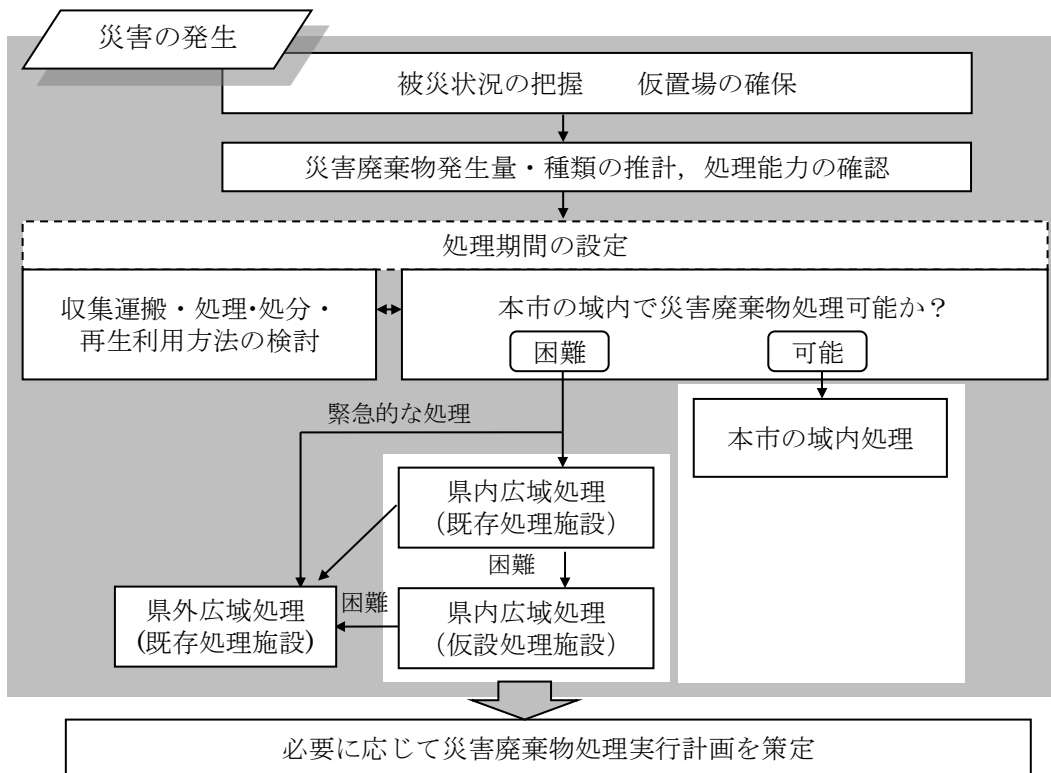 災害の発生
被災状況の把握　　仮置場の確保
災害廃棄物発生量・種類の推計，処理能力の確認
処理期間の設定
収集運搬・処理・処分・
再生利用方法の検討
本市の域内で災害廃棄物処理可能か？
困難
可能
緊急的な処理
本市の域内処理
県内広域処理
（既存処理施設）
困難
県外広域処理
(既存処理施設)
困難
県内広域処理
（仮設処理施設）
必要に応じて災害廃棄物処理実行計画を策定